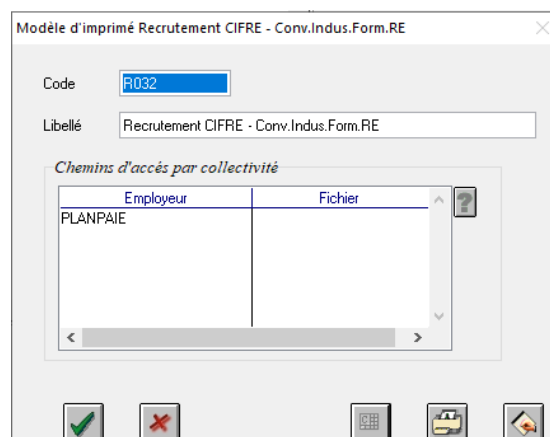 Modèle d'imprimé Recrutement CIFRE - Conv.Indus.Form.RE
Code R032
Libellé Recrutement CIFRE - Conv.Indus.Form.RE
Chemins d'accés par collectivité
Employeur Fichier
PLANPAIE
?